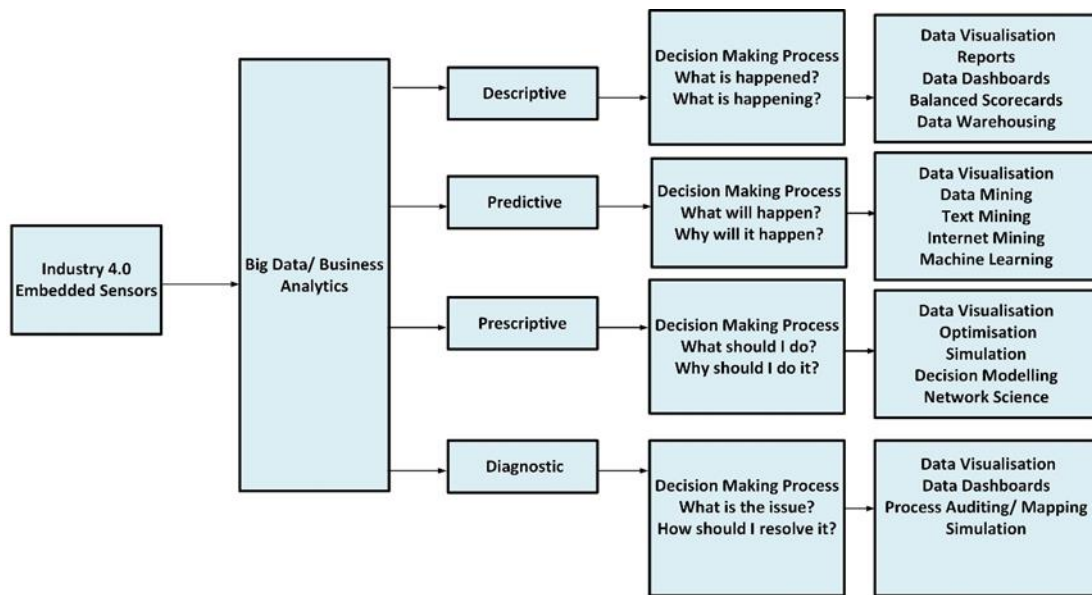 Industry 4.0
Embedded Sensors
Big Data/ Business
Analytics
Descriptive
Decision Making Process
What is happened?
What is happening?
Data Visualisation
Reports
Data Dashboards
Balanced Scorecards
Data Warehousing
Predictive
Decision Making Process
What will happen?
Why will it happen?
Data Visualisation
Data Mining
Text Mining
Internet Mining
Machine Learning
Prescriptive
Decision Making Process
What should I do?
Why should I do it?
Data Visualisation
Optimisation
Simulation
Decision Modelling
Network Science
Diagnostic
Decision Making Process
What is the issue?
How should I resolve it?
Data Visualisation
Data Dashboards
Process Auditing/ Mapping
Simulation